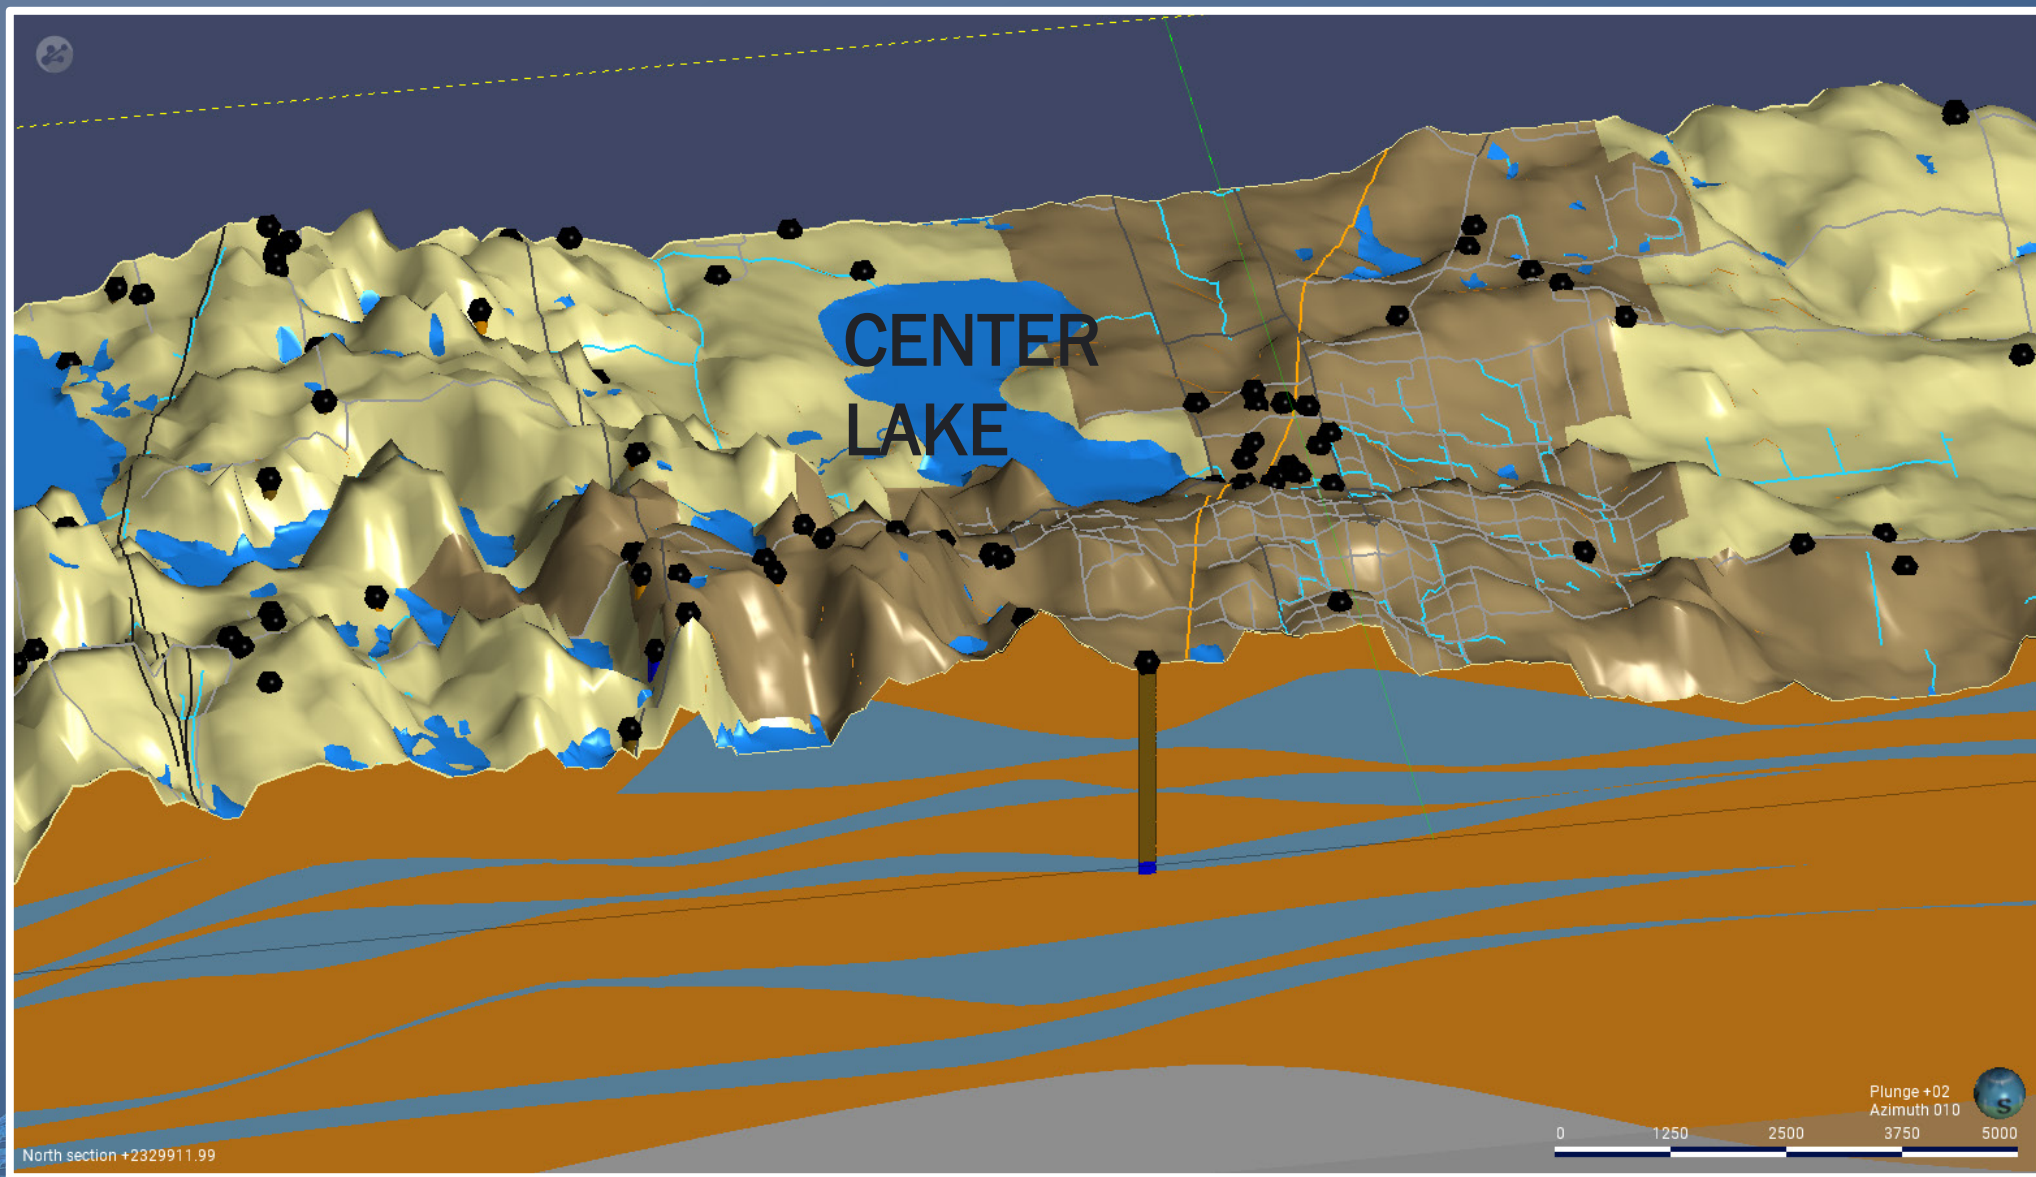 CENTER
LAKE
Plunge +02
Azimuth 010
S
0 1250 2500 3750 5000
North section +2329911.99